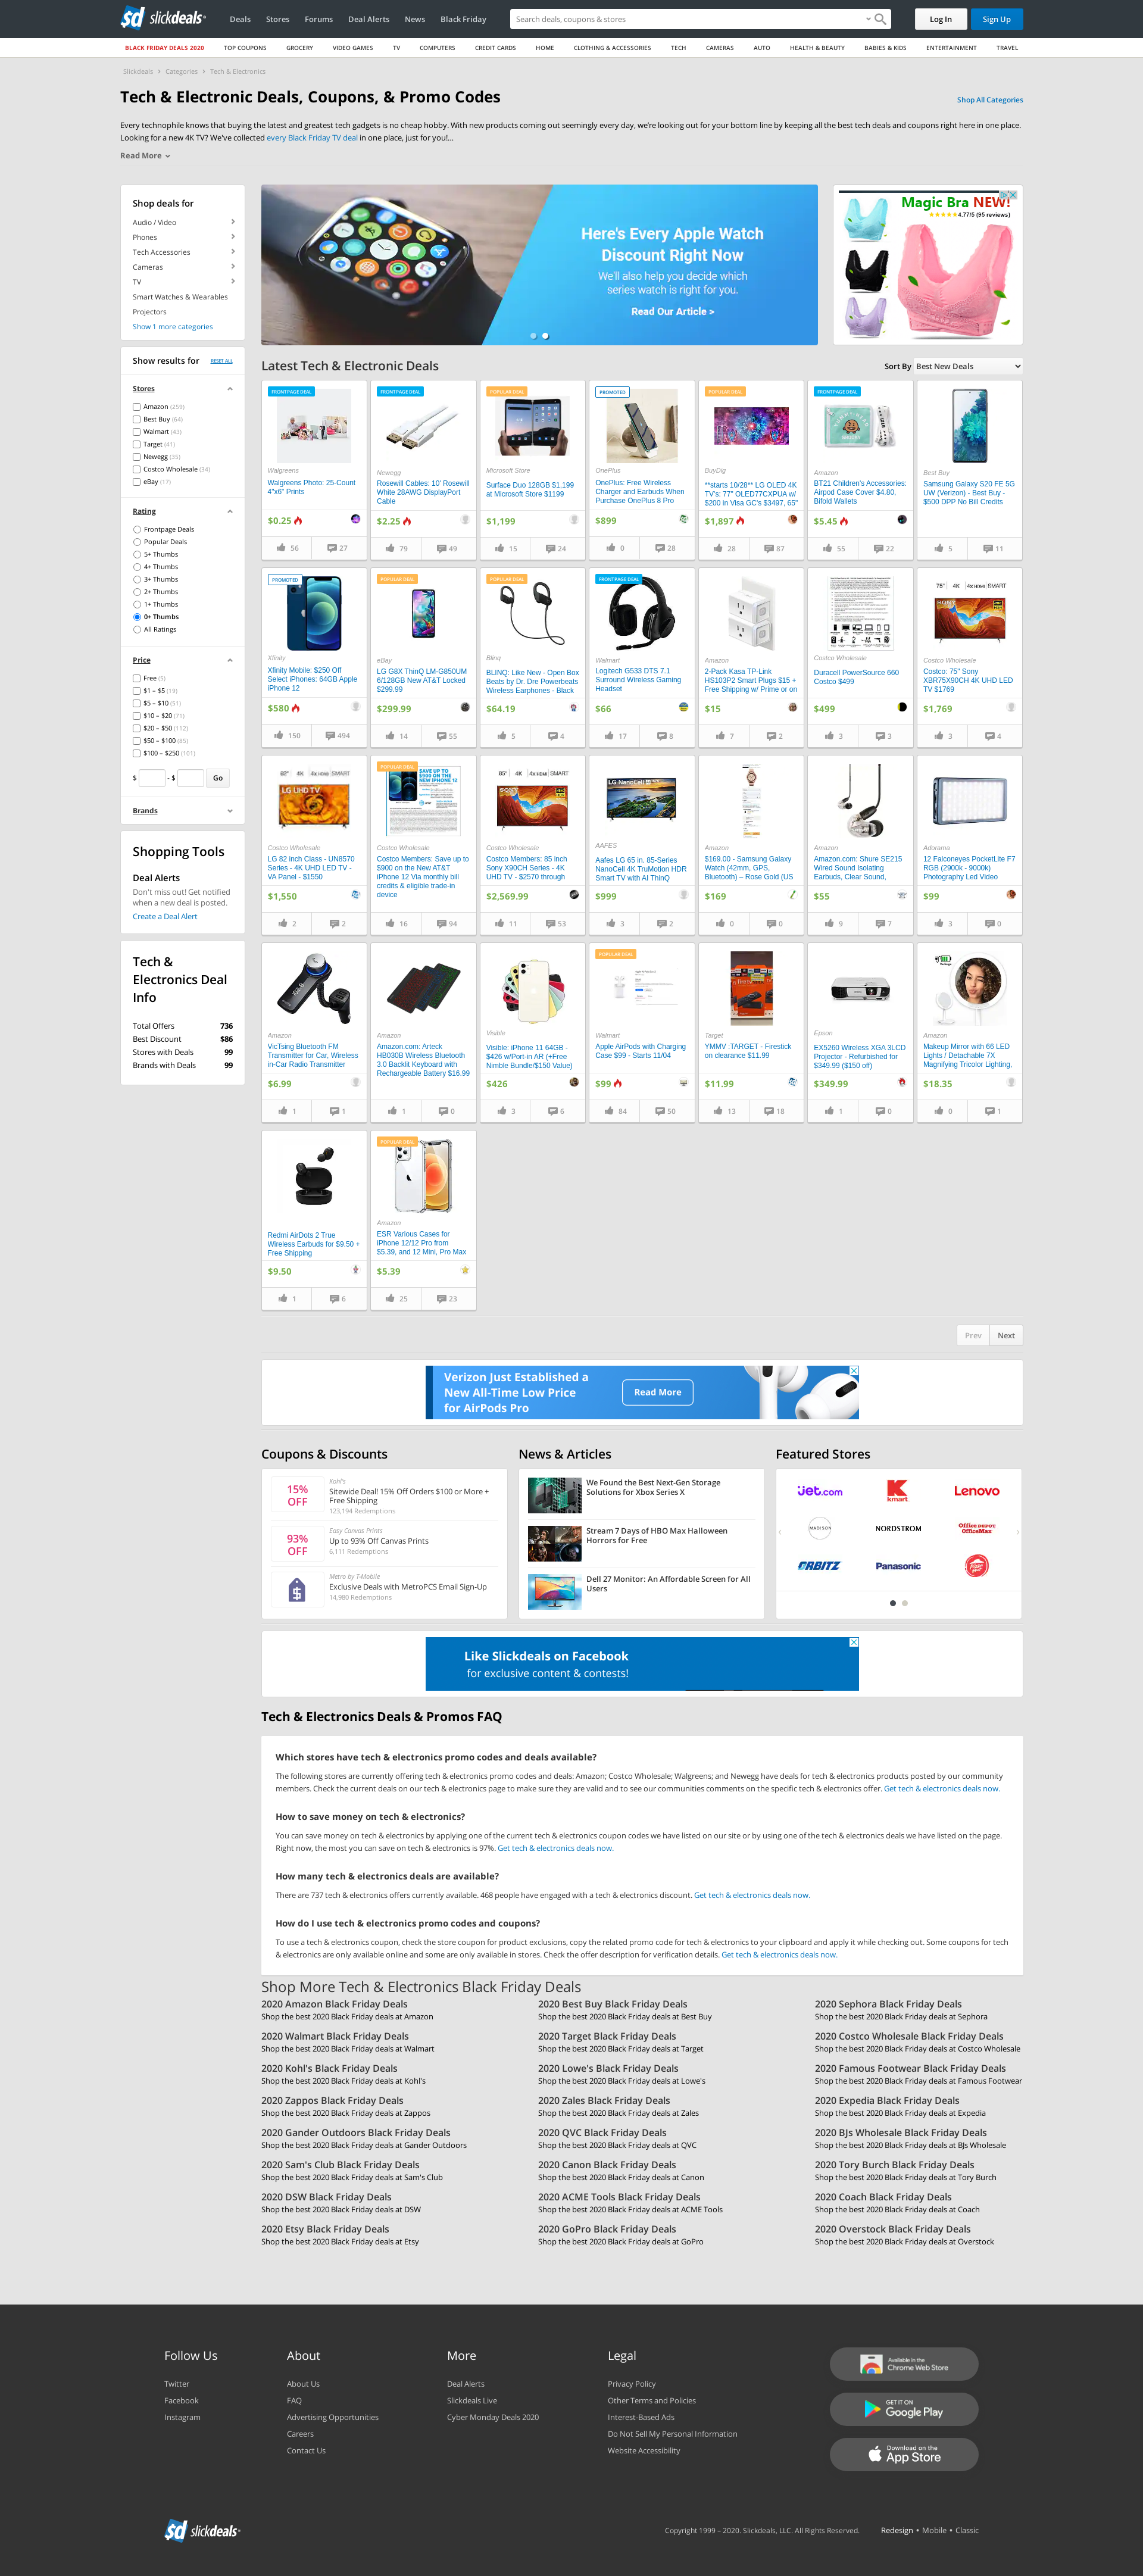 slickdeals
Deals
Stores
Forums
Deal Alerts
News
Black Friday
Search deals, coupons & stores
Log In
Sign Up
BLACK FRIDAY DEALS 2020
TOP COUPONS
GROCERY
VIDEO GAMES
TV
COMPUTERS
CREDIT CARDS
HOME
CLOTHING & ACCESSORIES
TECH
CAMERAS
AUTO
HEALTH & BEAUTY
BABIES & KIDS
ENTERTAINMENT
TRAVEL
Slickdeals › Categories › Tech & Electronics
Tech & Electronic Deals, Coupons, & Promo Codes
Shop All Categories
Every technophile knows that buying the latest and greatest tech gadgets is no cheap hobby. With new products coming out seemingly every day, we're looking out for your bottom line by keeping all the best tech deals and coupons right here in one place.
Looking for a new 4K TV? We've collected every Black Friday TV deal in one place, just for you!...
Read More
Shop deals for
Audio / Video
Phones
Tech Accessories
Cameras
TV
Smart Watches & Wearables
Projectors
Show 1 more categories
Show results for
RESET ALL
Stores
Amazon (259)
Best Buy (64)
Walmart (43)
Target (41)
Newegg (35)
Costco Wholesale (34)
eBay (17)
Rating
Frontpage Deals
Popular Deals
5+ Thumbs
4+ Thumbs
3+ Thumbs
2+ Thumbs
1+ Thumbs
0+ Thumbs
All Ratings
Price
Free (5)
$1 – $5 (19)
$5 – $10 (51)
$10 – $20 (71)
$20 – $50 (112)
$50 – $100 (85)
$100 – $250 (101)
$ - $ Go
Brands
Shopping Tools
Deal Alerts
Don't miss out! Get notified
when a new deal is posted.
Create a Deal Alert
Tech &
Electronics Deal
Info
Total Offers 736
Best Discount $86
Stores with Deals 99
Brands with Deals 99
Here's Every Apple Watch
Discount Right Now
We'll also help you decide which
series watch is right for you.
Read Our Article >
Magic Bra NEW!
4.77/5 (95 reviews)
Latest Tech & Electronic Deals
Sort By Best New Deals
FRONTPAGE DEAL
Walgreens
Walgreens Photo: 25-Count
4"x6" Prints
$0.25
56
27
FRONTPAGE DEAL
Newegg
Rosewill Cables: 10' Rosewill
White 28AWG DisplayPort
Cable
$2.25
79
49
POPULAR DEAL
Microsoft Store
Surface Duo 128GB $1,199
at Microsoft Store $1199
$1,199
15
24
PROMOTED
OnePlus
OnePlus: Free Wireless
Charger and Earbuds When
Purchase OnePlus 8 Pro
$899
0
28
POPULAR DEAL
BuyDig
**starts 10/28** LG OLED 4K
TV's: 77" OLED77CXPUA w/
$200 in Visa GC's $3497, 65"
$1,897
28
87
FRONTPAGE DEAL
Amazon
BT21 Children's Accessories:
Airpod Case Cover $4.80,
Bifold Wallets
$5.45
55
22
Best Buy
Samsung Galaxy S20 FE 5G
UW (Verizon) - Best Buy -
$500 DPP No Bill Credits
5
11
PROMOTED
Xfinity
Xfinity Mobile: $250 Off
Select iPhones: 64GB Apple
iPhone 12
$580
150
494
POPULAR DEAL
eBay
LG G8X ThinQ LM-G850UM
6/128GB New AT&T Locked
$299.99
$299.99
14
55
POPULAR DEAL
Blinq
BLINQ: Like New - Open Box
Beats by Dr. Dre Powerbeats
Wireless Earphones - Black
$64.19
5
4
FRONTPAGE DEAL
Walmart
Logitech G533 DTS 7.1
Surround Wireless Gaming
Headset
$66
17
8
Amazon
2-Pack Kasa TP-Link
HS103P2 Smart Plugs $15 +
Free Shipping w/ Prime or on
$15
7
2
Costco Wholesale
Duracell PowerSource 660
Costco $499
$499
3
3
75" 4K 4K HDMI SMART
SONY
Costco Wholesale
Costco: 75" Sony
XBR75X90CH 4K UHD LED
TV $1769
$1,769
3
4
82" 4K 4K HDMI SMART
LG UHD TV
Costco Wholesale
LG 82 inch Class - UN8570
Series - 4K UHD LED TV -
VA Panel - $1550
$1,550
2
2
POPULAR DEAL
SAVE UP TO
$900 ON THE
NEW IPHONE 12
Costco Wholesale
Costco Members: Save up to
$900 on the New AT&T
iPhone 12 Via monthly bill
credits & eligible trade-in
device
16
94
85" 4K 4K HDMI SMART
SONY
Costco Wholesale
Costco Members: 85 inch
Sony X90CH Series - 4K
UHD TV - $2570 through
$2,569.99
11
53
LG NanoCell
AAFES
Aafes LG 65 in. 85-Series
NanoCell 4K TruMotion HDR
Smart TV with AI ThinQ
$999
3
2
Amazon
$169.00 - Samsung Galaxy
Watch (42mm, GPS,
Bluetooth) – Rose Gold (US
$169
0
0
Amazon
Amazon.com: Shure SE215
Wired Sound Isolating
Earbuds, Clear Sound,
$55
9
7
Adorama
12 Falconeyes PocketLite F7
RGB (2900k - 9000k)
Photography Led Video
$99
3
0
Amazon
VicTsing Bluetooth FM
Transmitter for Car, Wireless
in-Car Radio Transmitter
$6.99
1
1
Amazon
Amazon.com: Arteck
HB030B Wireless Bluetooth
3.0 Backlit Keyboard with
Rechargeable Battery $16.99
1
0
Visible
Visible: iPhone 11 64GB -
$426 w/Port-in AR (+Free
Nimble Bundle/$150 Value)
$426
3
6
POPULAR DEAL
Walmart
Apple AirPods with Charging
Case $99 - Starts 11/04
$99
84
50
Target
YMMV :TARGET - Firestick
on clearance $11.99
$11.99
13
18
Epson
EX5260 Wireless XGA 3LCD
Projector - Refurbished for
$349.99 ($150 off)
$349.99
1
0
Amazon
Makeup Mirror with 66 LED
Lights / Detachable 7X
Magnifying Tricolor Lighting,
$18.35
0
1
Redmi AirDots 2 True
Wireless Earbuds for $9.50 +
Free Shipping
$9.50
1
6
POPULAR DEAL
Amazon
ESR Various Cases for
iPhone 12/12 Pro from
$5.39, and 12 Mini, Pro Max
$5.39
25
23
Prev
Next
Verizon Just Established a
New All-Time Low Price
for AirPods Pro
Read More
Coupons & Discounts
15%
OFF
Kohl's
Sitewide Deal! 15% Off Orders $100 or More +
Free Shipping
123,194 Redemptions
93%
OFF
Easy Canvas Prints
Up to 93% Off Canvas Prints
6,111 Redemptions
Metro by T-Mobile
Exclusive Deals with MetroPCS Email Sign-Up
14,980 Redemptions
News & Articles
We Found the Best Next-Gen Storage
Solutions for Xbox Series X
Stream 7 Days of HBO Max Halloween
Horrors for Free
Dell 27 Monitor: An Affordable Screen for All
Users
Featured Stores
Jet.com
kmart
Lenovo
MADISON
NORDSTROM
Office DEPOT
OfficeMax
ORBITZ
Panasonic
Pizza Hut
Like Slickdeals on Facebook
for exclusive content & contests!
Tech & Electronics Deals & Promos FAQ
Which stores have tech & electronics promo codes and deals available?
The following stores are currently offering tech & electronics promo codes and deals: Amazon; Costco Wholesale; Walgreens; and Newegg have deals for tech & electronics products posted by our community
members. Check the current deals on our tech & electronics page to make sure they are valid and to see our communities comments on the specific tech & electronics offer. Get tech & electronics deals now.
How to save money on tech & electronics?
You can save money on tech & electronics by applying one of the current tech & electronics coupon codes we have listed on our site or by using one of the tech & electronics deals we have listed on the page.
Right now, the most you can save on tech & electronics is 97%. Get tech & electronics deals now.
How many tech & electronics deals are available?
There are 737 tech & electronics offers currently available. 468 people have engaged with a tech & electronics discount. Get tech & electronics deals now.
How do I use tech & electronics promo codes and coupons?
To use a tech & electronics coupon, check the store coupon for product exclusions, copy the related promo code for tech & electronics to your clipboard and apply it while checking out. Some coupons for tech
& electronics are only available online and some are only available in stores. Check the offer description for verification details. Get tech & electronics deals now.
Shop More Tech & Electronics Black Friday Deals
2020 Amazon Black Friday Deals
Shop the best 2020 Black Friday deals at Amazon
2020 Best Buy Black Friday Deals
Shop the best 2020 Black Friday deals at Best Buy
2020 Sephora Black Friday Deals
Shop the best 2020 Black Friday deals at Sephora
2020 Walmart Black Friday Deals
Shop the best 2020 Black Friday deals at Walmart
2020 Target Black Friday Deals
Shop the best 2020 Black Friday deals at Target
2020 Costco Wholesale Black Friday Deals
Shop the best 2020 Black Friday deals at Costco Wholesale
2020 Kohl's Black Friday Deals
Shop the best 2020 Black Friday deals at Kohl's
2020 Lowe's Black Friday Deals
Shop the best 2020 Black Friday deals at Lowe's
2020 Famous Footwear Black Friday Deals
Shop the best 2020 Black Friday deals at Famous Footwear
2020 Zappos Black Friday Deals
Shop the best 2020 Black Friday deals at Zappos
2020 Zales Black Friday Deals
Shop the best 2020 Black Friday deals at Zales
2020 Expedia Black Friday Deals
Shop the best 2020 Black Friday deals at Expedia
2020 Gander Outdoors Black Friday Deals
Shop the best 2020 Black Friday deals at Gander Outdoors
2020 QVC Black Friday Deals
Shop the best 2020 Black Friday deals at QVC
2020 BJs Wholesale Black Friday Deals
Shop the best 2020 Black Friday deals at BJs Wholesale
2020 Sam's Club Black Friday Deals
Shop the best 2020 Black Friday deals at Sam's Club
2020 Canon Black Friday Deals
Shop the best 2020 Black Friday deals at Canon
2020 Tory Burch Black Friday Deals
Shop the best 2020 Black Friday deals at Tory Burch
2020 DSW Black Friday Deals
Shop the best 2020 Black Friday deals at DSW
2020 ACME Tools Black Friday Deals
Shop the best 2020 Black Friday deals at ACME Tools
2020 Coach Black Friday Deals
Shop the best 2020 Black Friday deals at Coach
2020 Etsy Black Friday Deals
Shop the best 2020 Black Friday deals at Etsy
2020 GoPro Black Friday Deals
Shop the best 2020 Black Friday deals at GoPro
2020 Overstock Black Friday Deals
Shop the best 2020 Black Friday deals at Overstock
Follow Us
Twitter
Facebook
Instagram
About
About Us
FAQ
Advertising Opportunities
Careers
Contact Us
More
Deal Alerts
Slickdeals Live
Cyber Monday Deals 2020
Legal
Privacy Policy
Other Terms and Policies
Interest-Based Ads
Do Not Sell My Personal Information
Website Accessibility
Available in the
Chrome Web Store
GET IT ON
Google Play
Download on the
App Store
slickdeals
Copyright 1999 – 2020. Slickdeals, LLC. All Rights Reserved.
Redesign • Mobile • Classic